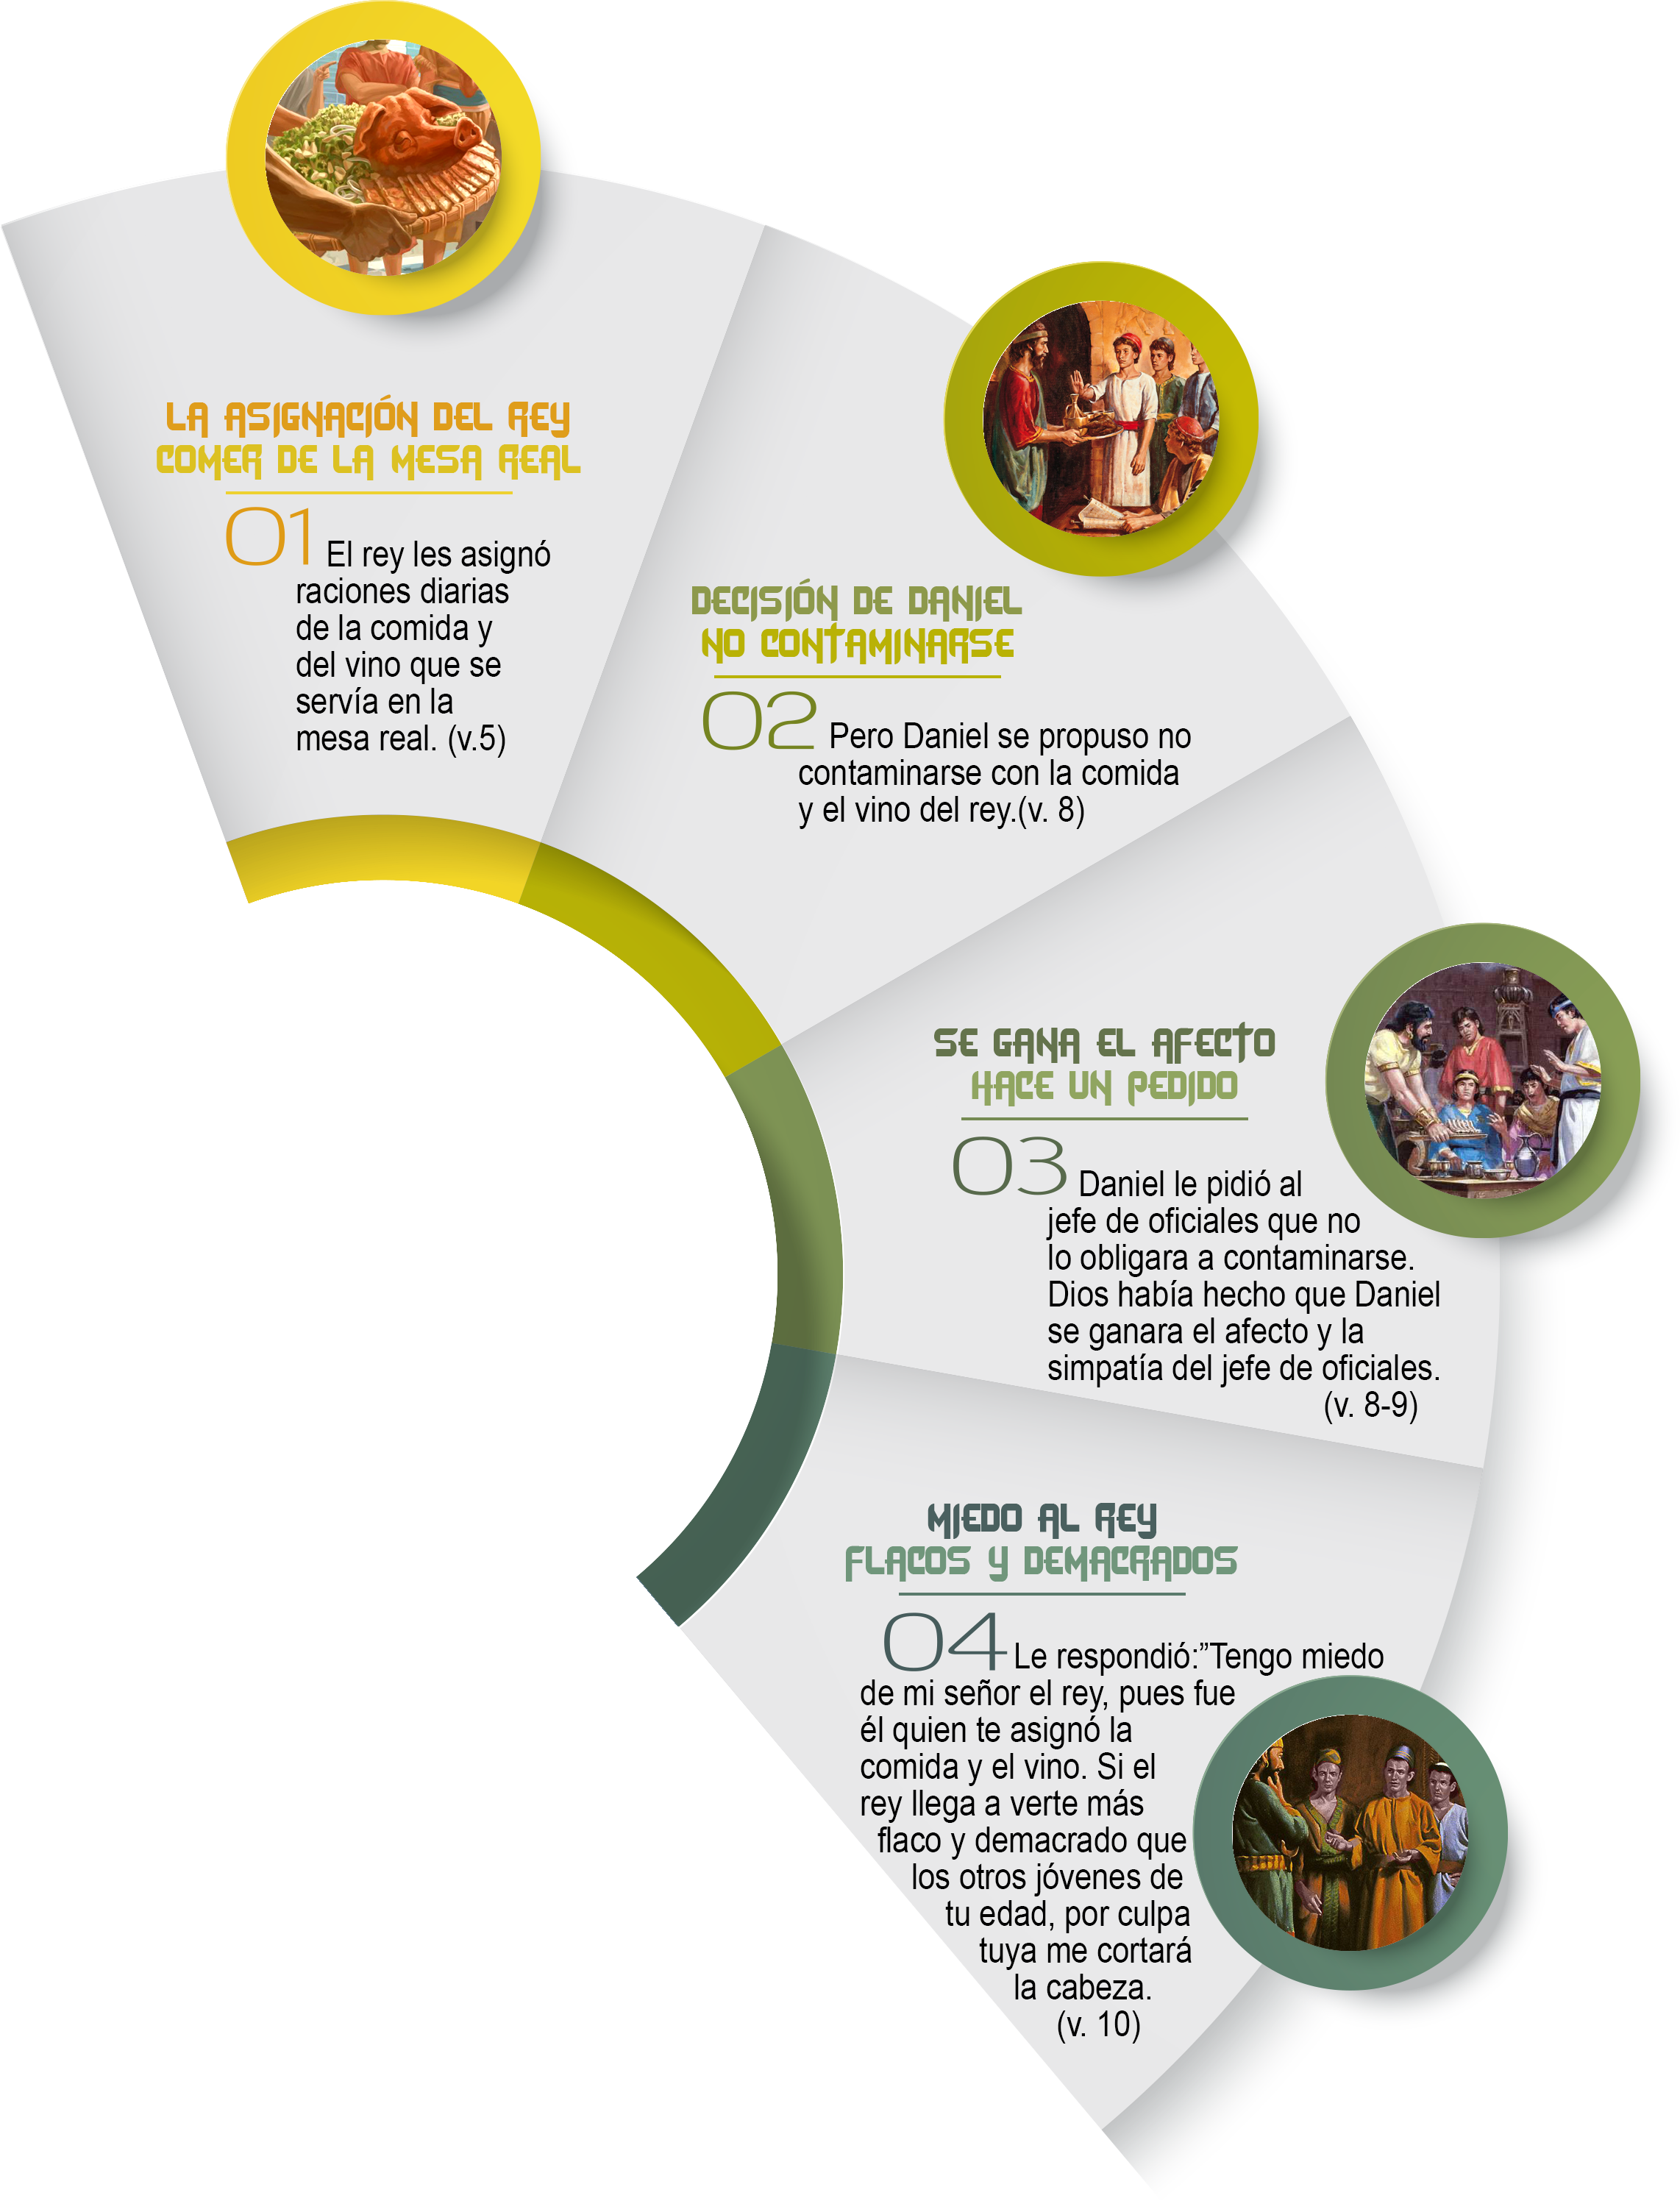 LA ASIGNACIÓN DEL REY
COMER DE LA MESA REAL
01 El rey les asignó
raciones diarias
de la comida y
del vino que se
servía en la
mesa real. (v.5)
DECISIÓN DE DANIEL
NO CONTAMINARSE
02 Pero Daniel se propuso no
contaminarse con la comida
y el vino del rey.(v. 8)
SE GANA EL AFECTO
HACE UN PEDIDO
03 Daniel le pidió al
jefe de oficiales que no
lo obligara a contaminarse.
Dios había hecho que Daniel
se ganara el afecto y la
simpatía del jefe de oficiales.
(v. 8-9)
MIEDO AL REY
FLACOS Y DEMACRADOS
04 Le respondió:”Tengo miedo
de mi señor el rey, pues fue
él quien te asignó la
comida y el vino. Si el
rey llega a verte más
flaco y demacrado que
los otros jóvenes de
tu edad, por culpa
tuya me cortará
la cabeza.
(v. 10)